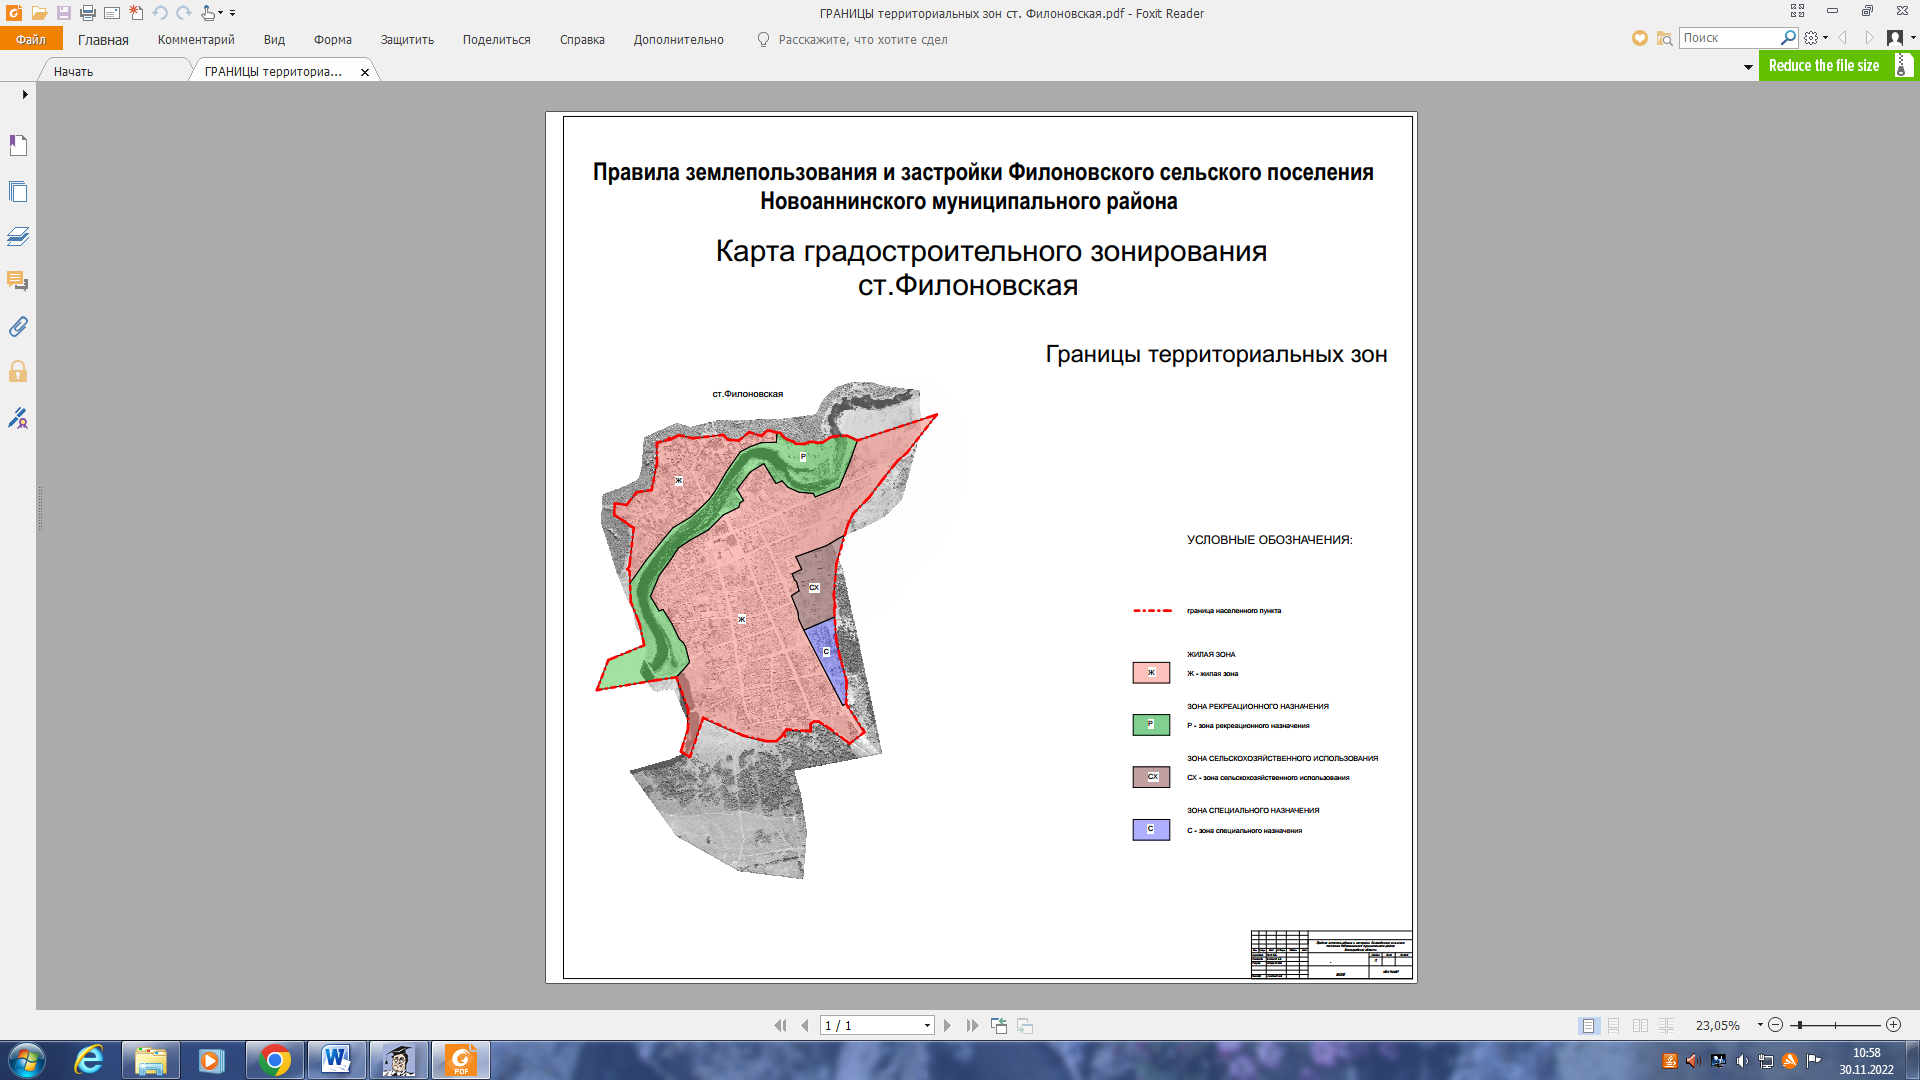 ГРАНИЦЫ территориальных зон ст. Филоновская.pdf - Foxit Reader
Файл
Главная
Комментарий
Вид
Форма
Защитить
Поделиться
Справка
Дополнительно
Расскажите, что хотите сдел
Поиск
Начать
ГРАНИЦЫ территориа...
Reduce the file size
Правила землепользования и застройки Филоновского сельского поселения
Новоаннинского муниципального района
Карта градостроительного зонирования
ст.Филоновская
Границы территориальных зон
ст.Филоновская
Р
Ж
СХ
Ж
С
УСЛОВНЫЕ ОБОЗНАЧЕНИЯ:
граница населенного пункта
ЖИЛАЯ ЗОНА
Ж
Ж - жилая зона
ЗОНА РЕКРЕАЦИОННОГО НАЗНАЧЕНИЯ
Р
Р - зона рекреационного назначения
ЗОНА СЕЛЬСКОХОЗЯЙСТВЕННОГО ИСПОЛЬЗОВАНИЯ
СХ
СХ - зона сельскохозяйственного использования
ЗОНА СПЕЦИАЛЬНОГО НАЗНАЧЕНИЯ
С
С - зона специального назначения
1 / 1
23,05%
PDF
10:58
30.11.2022